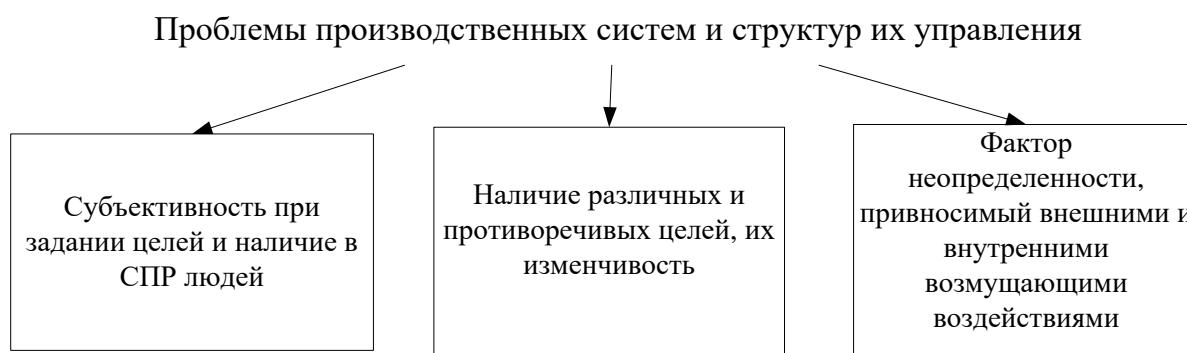 Проблемы производственных систем и структур их управления
Субъективность при
задании целей и наличие в
СПР людей
Наличие различных и
противоречивых целей, их
изменчивость
Фактор
неопределенности,
привносимый внешними и
внутренними
возмущающими
воздействиями